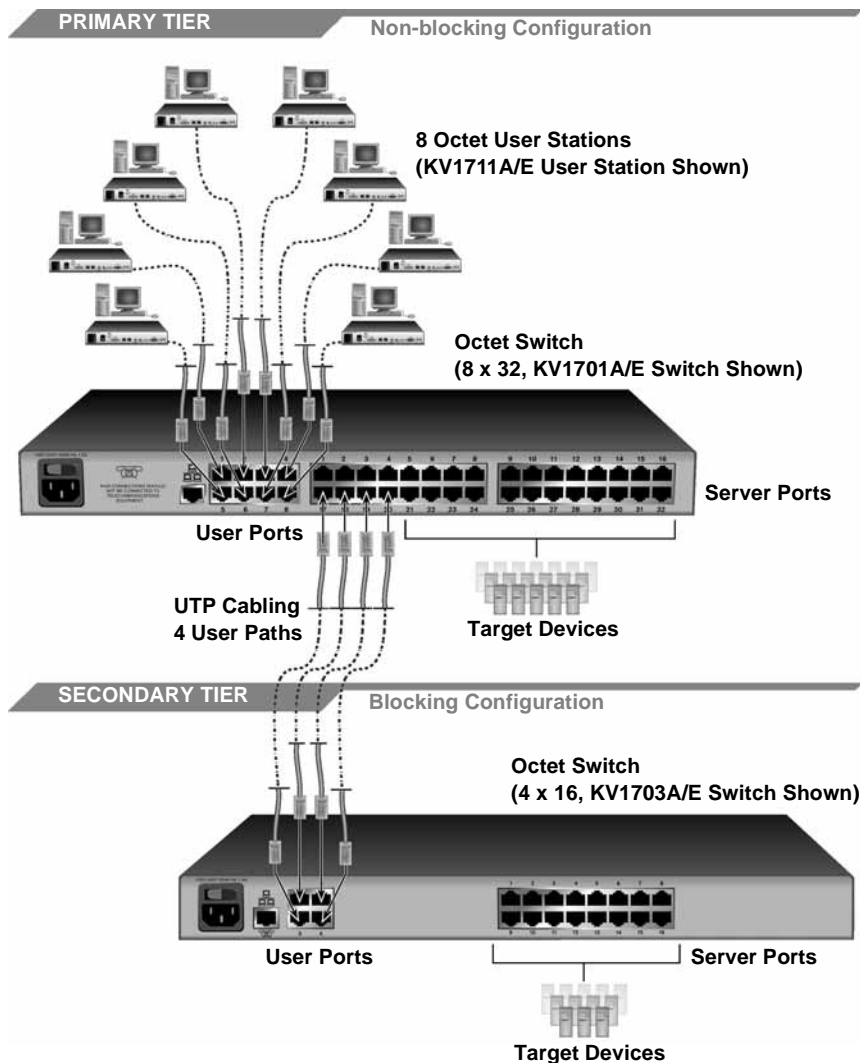 PRIMARY TIER
Non-blocking Configuration
8 Octet User Stations
(KV1711A/E User Station Shown)
Octet Switch
(8 x 32, KV1701A/E Switch Shown)
1 4
5 6 7 8
1 2 3 4 5 6 7 8
17 18 19 20 21 22 23 24
9 10 11 12 13 14 15 16
25 26 27 28 29 30 31 32
User Ports
Server Ports
UTP Cabling
4 User Paths
Target Devices
SECONDARY TIER
Blocking Configuration
Octet Switch
(4 x 16, KV1703A/E Switch Shown)
1 2 3 4 5 6 7 8
3 4
9 10 11 12 13 14 15 16
User Ports
Server Ports
Target Devices